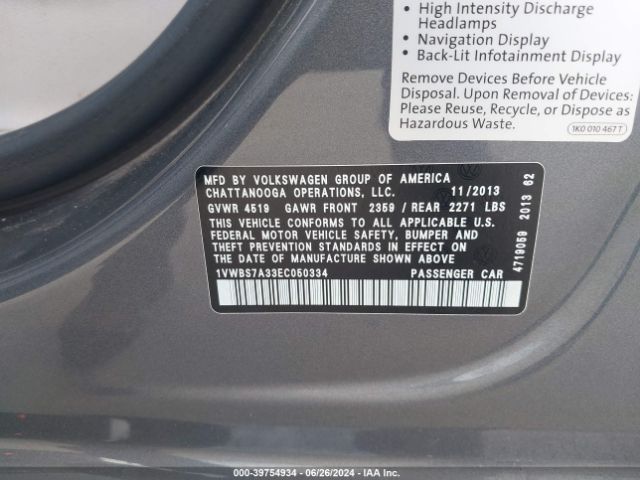 • High Intensity Discharge
Headlamps
• Navigation Display
• Back-Lit Infotainment Display
Remove Devices Before Vehicle
Disposal. Upon Removal of Devices:
Please Reuse, Recycle, or Dispose as
Hazardous Waste.
1K0 010 467 T
MFD BY VOLKSWAGEN GROUP OF AMERICA
CHATTANOOGA OPERATIONS, LLC. 11/2013
GVWR 4519 GAWR FRONT 2359 / REAR 2271 LBS
THIS VEHICLE CONFORMS TO ALL APPLICABLE U.S.
FEDERAL MOTOR VEHICLE SAFETY, BUMPER AND
THEFT PREVENTION STANDARDS IN EFFECT ON
THE DATE OF MANUFACTURE SHOWN ABOVE
1VWBS7A33EC050334 PASSENGER CAR
4719059 2013 62
000-39754934 - 06/26/2024 - IAA Inc.